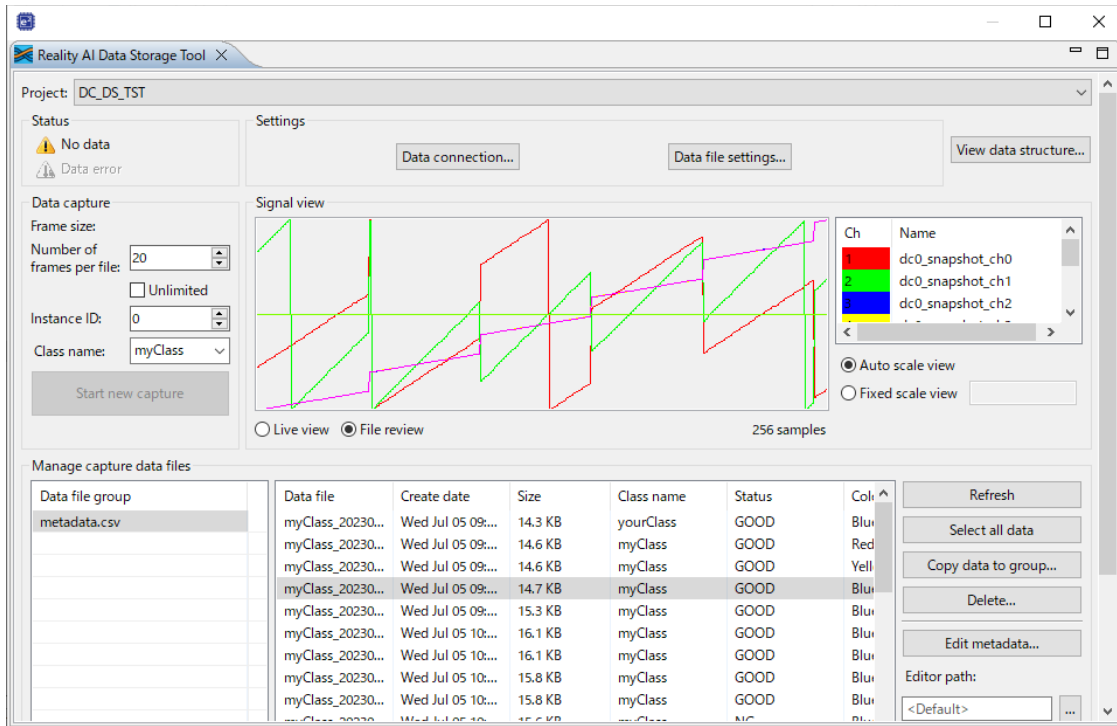 Reality AI Data Storage Tool
Project: DC_DS_TST
Status
No data
Data error
Settings
Data connection...
Data file settings...
View data structure...
Data capture
Frame size:
Number of
frames per file: 20
Unlimited
Instance ID: 0
Class name: myClass
Start new capture
Signal view
Ch Name
1 dc0_snapshot_ch0
2 dc0_snapshot_ch1
3 dc0_snapshot_ch2
Auto scale view
Fixed scale view
Live view File review 256 samples
Manage capture data files
Data file group
metadata.csv
Data file Create date Size Class name Status
myClass_20230... Wed Jul 05 09:... 14.3 KB yourClass GOOD Blu
myClass_20230... Wed Jul 05 09:... 14.6 KB myClass GOOD Red
myClass_20230... Wed Jul 05 09:... 14.6 KB myClass GOOD Yell
myClass_20230... Wed Jul 05 09:... 14.7 KB myClass GOOD Blu
myClass_20230... Wed Jul 05 09:... 15.3 KB myClass GOOD Blu
myClass_20230... Wed Jul 05 10:... 16.1 KB myClass GOOD Blu
myClass_20230... Wed Jul 05 10:... 16.1 KB myClass GOOD Blu
myClass_20230... Wed Jul 05 10:... 15.8 KB myClass GOOD Blu
myClass_20230... Wed Jul 05 10:... 15.8 KB myClass GOOD Blu
Refresh
Select all data
Copy data to group...
Delete...
Edit metadata...
Editor path:
<Default> ...